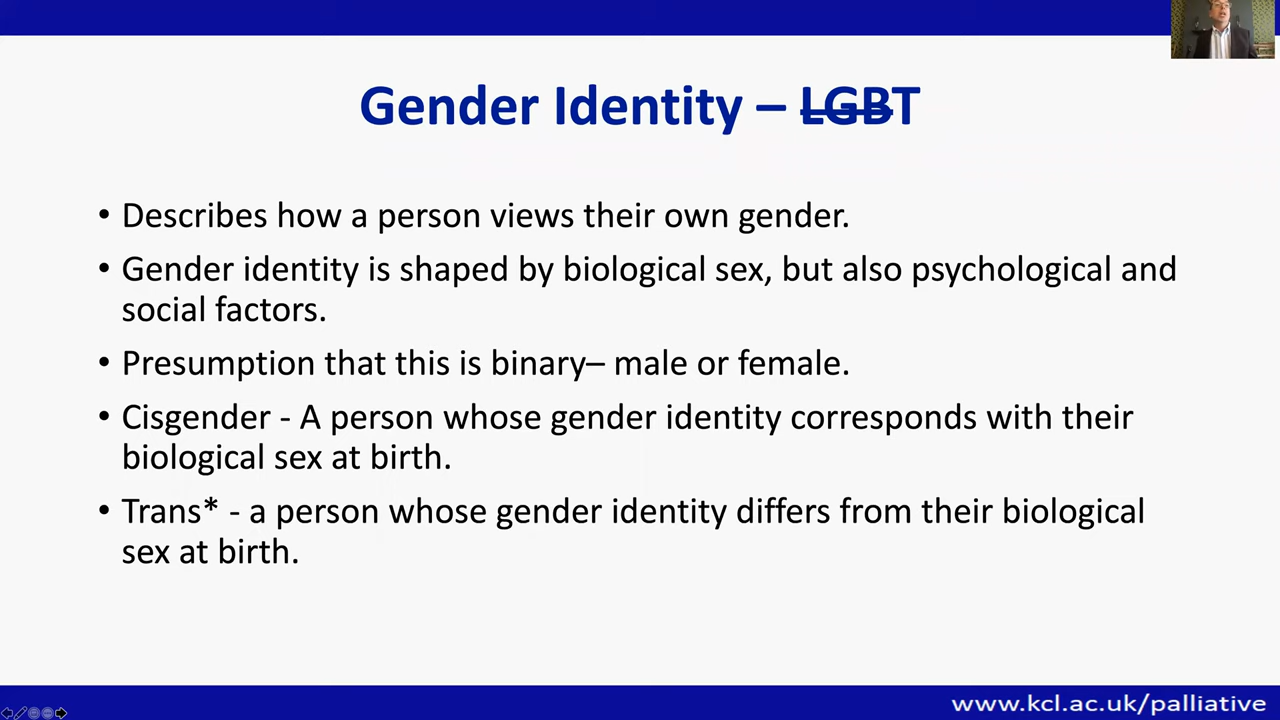 Gender Identity – LGBT
• Describes how a person views their own gender.
• Gender identity is shaped by biological sex, but also psychological and
social factors.
• Presumption that this is binary– male or female.
• Cisgender - A person whose gender identity corresponds with their
biological sex at birth.
• Trans* - a person whose gender identity differs from their biological
sex at birth.
www.kcl.ac.uk/palliative